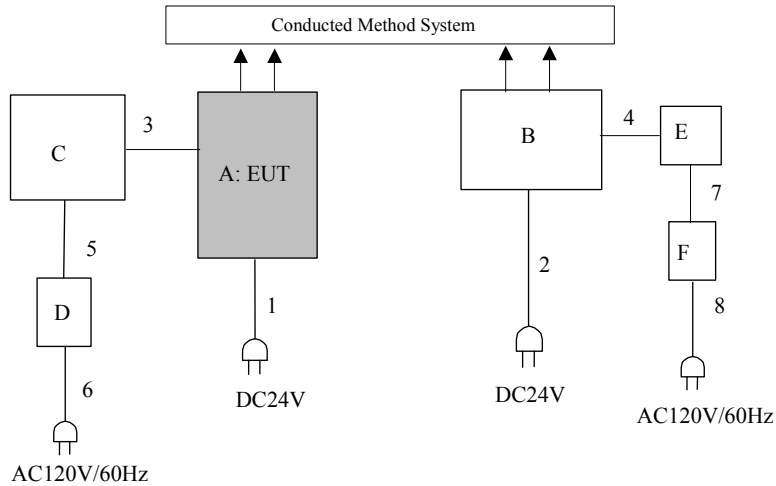 Conducted Method System
C
3
A: EUT
B
4
E
5
7
D
1
2
F
6
8
DC24V
DC24V
AC120V/60Hz
AC120V/60Hz